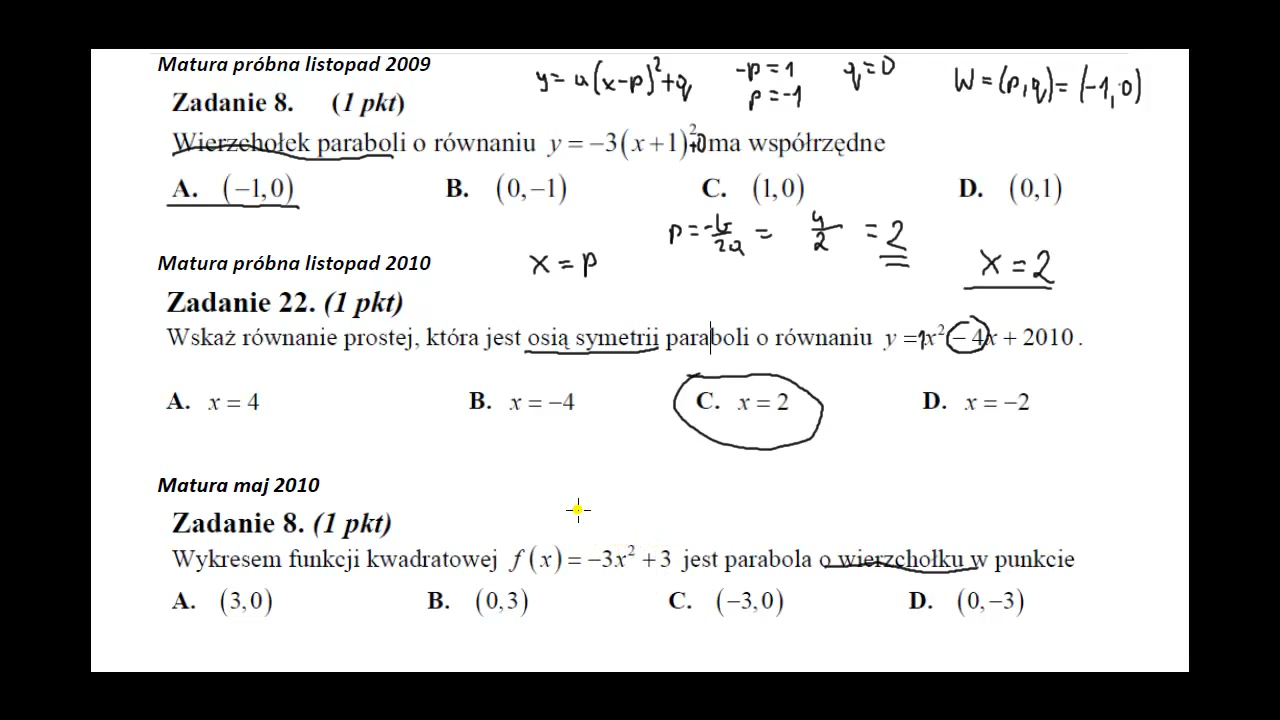 Matura próbna listopad 2009
y = a(x-p)²+q   -p=1   q=0   W=(p,q)=(-1,0)
p=-1
Zadanie 8. (1 pkt)
Wierzchołek paraboli o równaniu y = −3(x+1)²+0 ma współrzędne
A. (−1,0)   B. (0,−1)   C. (1,0)   D. (0,1)
p = -b/2a = 4/2 = 2
Matura próbna listopad 2010   x = p   x = 2
Zadanie 22. (1 pkt)
Wskaż równanie prostej, która jest osią symetrii paraboli o równaniu y = 1x² − 4x + 2010.
A. x = 4   B. x = −4   C. x = 2   D. x = −2
Matura maj 2010
Zadanie 8. (1 pkt)
Wykresem funkcji kwadratowej f(x) = −3x² + 3 jest parabola o wierzchołku w punkcie
A. (3,0)   B. (0,3)   C. (−3,0)   D. (0,−3)